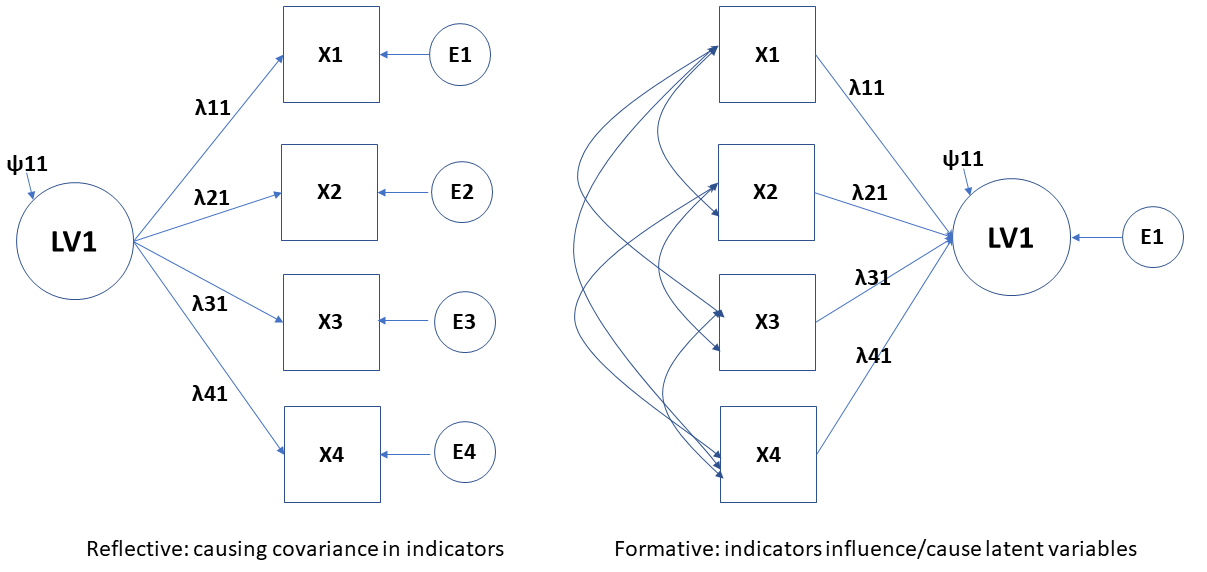 X1
E1
λ11
ψ11
X2
E2
λ21
LV1
X3
E3
λ31
λ41
X4
E4
Reflective: causing covariance in indicators
X1
λ11
ψ11
X2
λ21
LV1
E1
λ31
X3
λ41
X4
Formative: indicators influence/cause latent variables